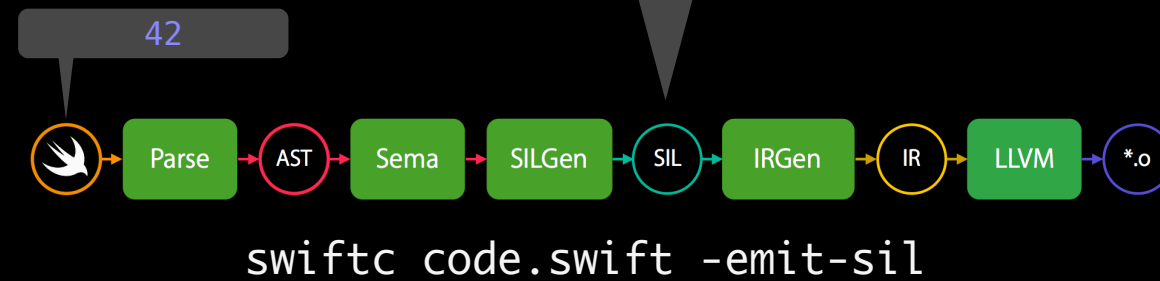 42
Parse AST Sema SILGen SIL IRGen IR LLVM *.o
swiftc code.swift -emit-sil